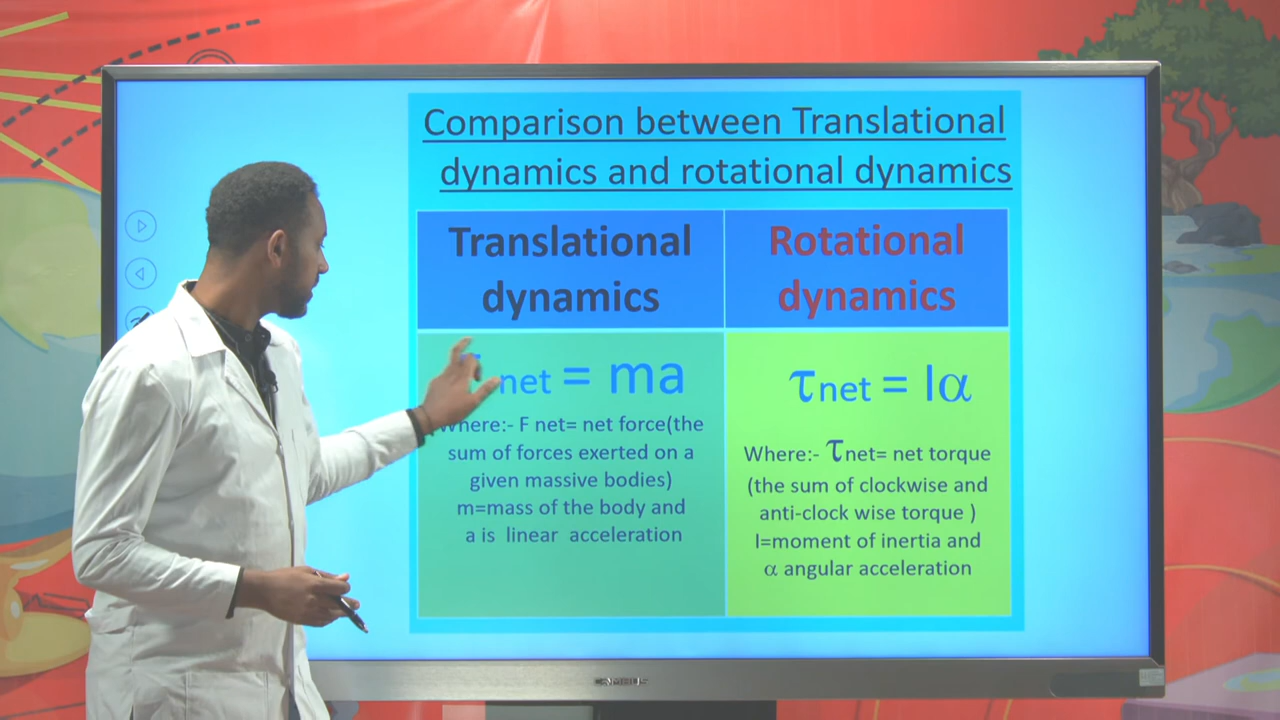 Comparison between Translational
dynamics and rotational dynamics
Translational
dynamics
net = ma
where:- F net= net force(the
sum of forces exerted on a
given massive bodies)
m=mass of the body and
a is linear acceleration
Rotational
dynamics
τnet = Iα
Where:- τnet= net torque
(the sum of clockwise and
anti-clock wise torque )
I=moment of inertia and
α angular acceleration